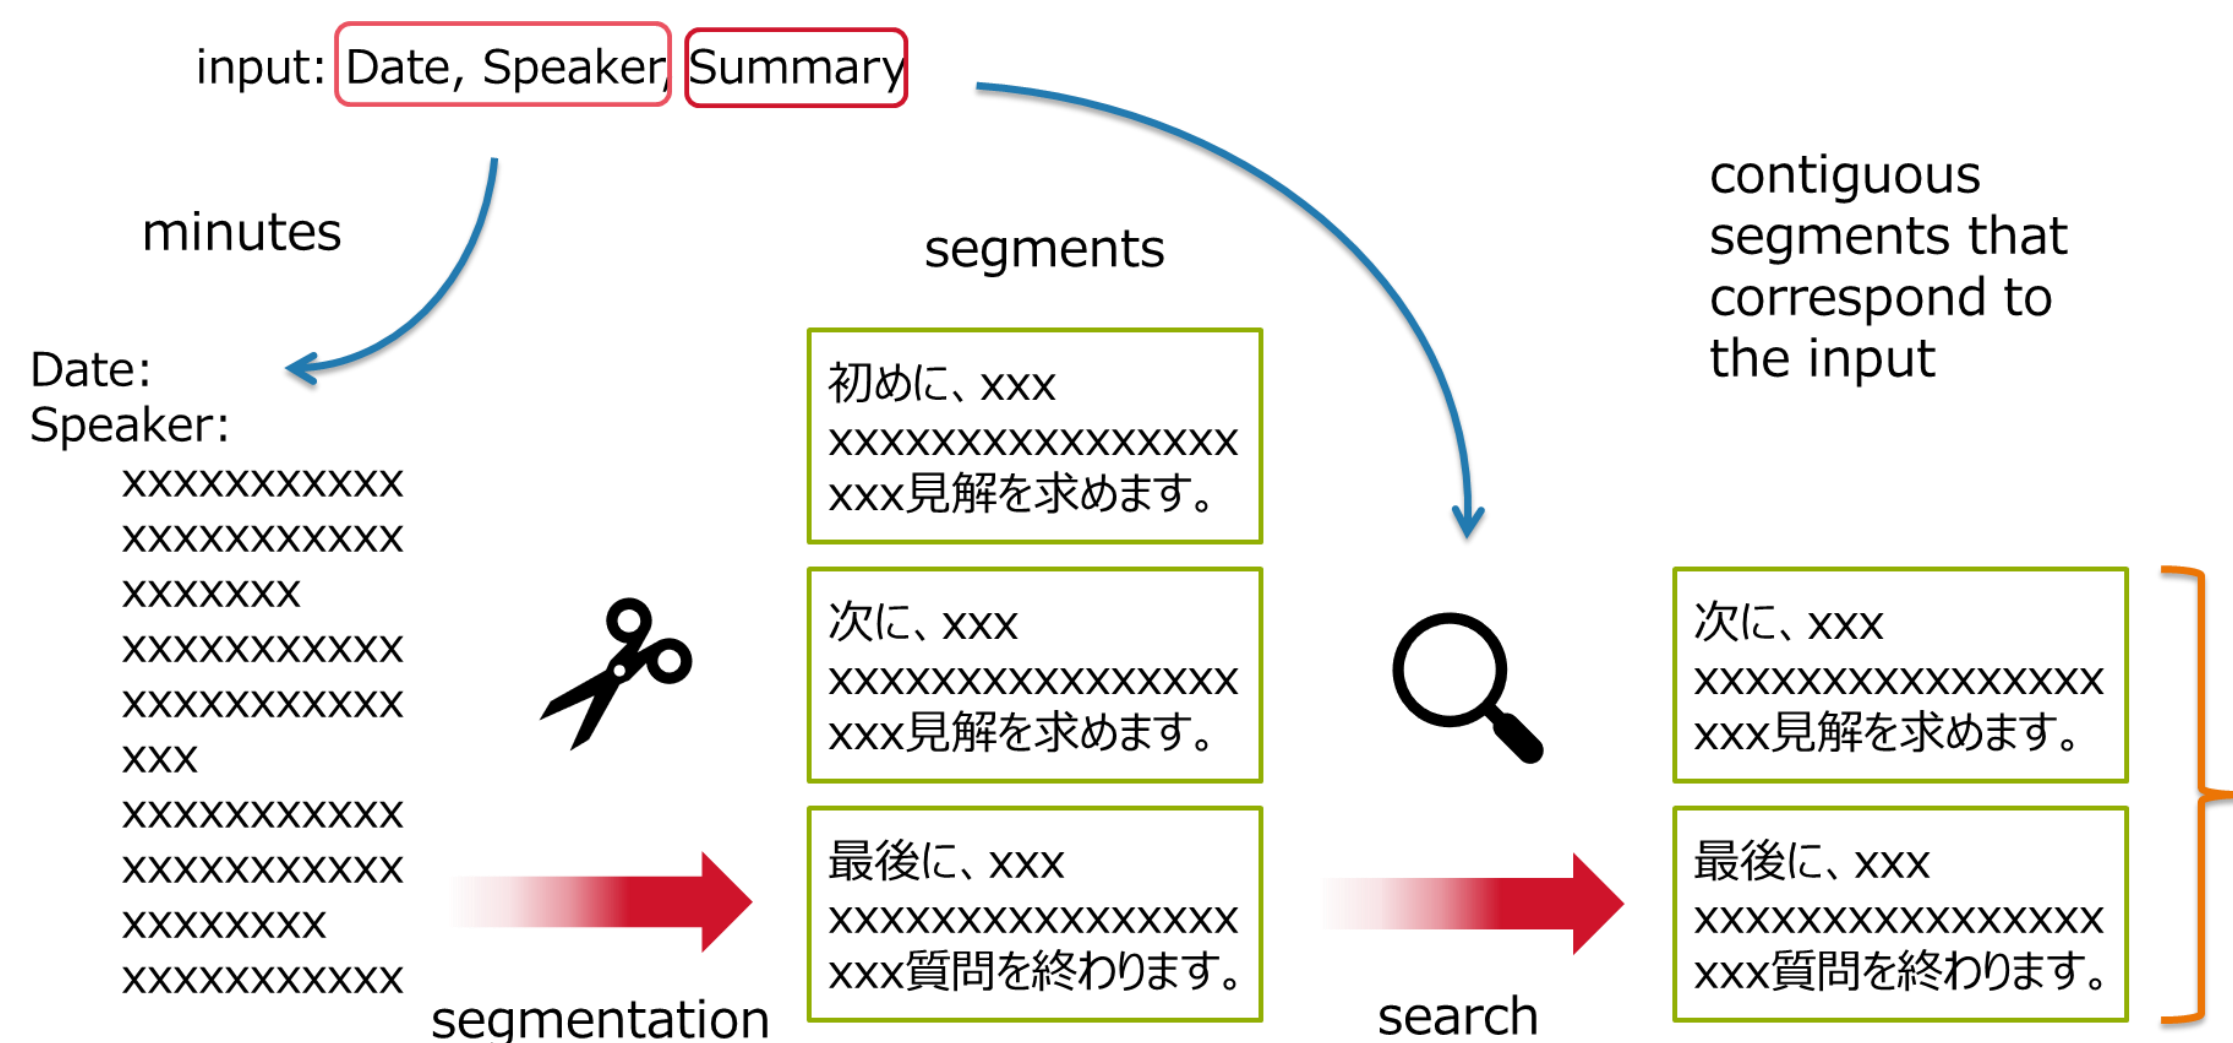 input: Date, Speaker, Summary
minutes
Date:
Speaker:
xxxxxxxxxxx
xxxxxxxxxxx
xxxxxxx
xxxxxxxxxxx
xxxxxxxxxxx
xxx
xxxxxxxxxxx
xxxxxxxxxxx
xxxxxxxx
xxxxxxxxxxx
segmentation
segments
初めに、xxx
xxxxxxxxxxxxxxxx
xxx見解を求めます。
次に、xxx
xxxxxxxxxxxxxxxx
xxx見解を求めます。
最後に、xxx
xxxxxxxxxxxxxxxx
xxx質問を終わります。
search
contiguous
segments that
correspond to
the input
次に、xxx
xxxxxxxxxxxxxxxx
xxx見解を求めます。
最後に、xxx
xxxxxxxxxxxxxxxx
xxx質問を終わります。